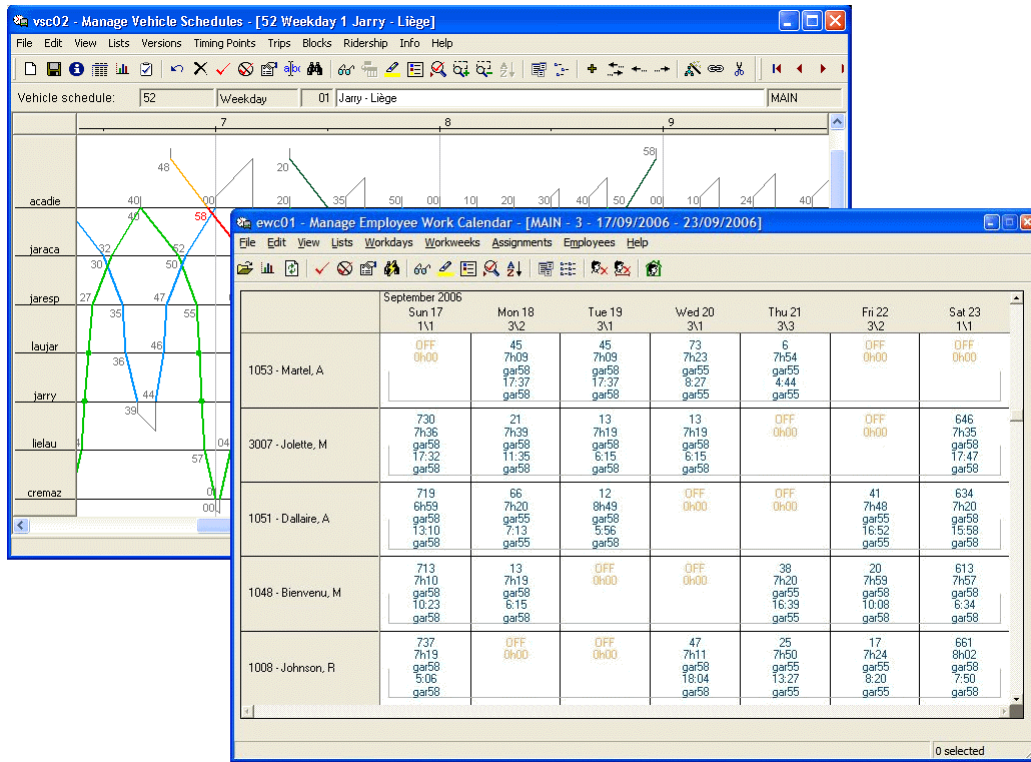 vsc02 - Manage Vehicle Schedules - [52 Weekday 1 Jarry - Liège]
File Edit View Lists Versions Timing Points Trips Blocks Ridership Info Help
Vehicle schedule: 52 Weekday 01 Jarry - Liège MAIN
7 8 9
48 20 58
acadie 40 00 20 35 50 00 10 20 30 40 50 00 10 24 40
40 58
jaraca 32 52
30 50
jaresp 27 47
35 55
laujar 46
36
jarry 44
39
lielau 04
57
cremaz 0
00
ewc01 - Manage Employee Work Calendar - [MAIN - 3 - 17/09/2006 - 23/09/2006]
File Edit View Lists Workdays Workweeks Assignments Employees Help
September 2006
Sun 17 Mon 18 Tue 19 Wed 20 Thu 21 Fri 22 Sat 23
1\1 3\2 3\1 3\1 3\3 3\2 1\1
OFF 45 45 73 6 OFF OFF
0h00 7h09 7h09 7h23 7h54 0h00 0h00
1053 - Martel, A gar58 gar58 gar55 gar55
17:37 17:37 8:27 4:44
gar58 gar58 gar55 gar55
730 21 13 13 OFF OFF 646
7h36 7h39 7h19 7h19 0h00 0h00 7h35
3007 - Jolette, M gar58 gar58 gar58 gar58 gar58
17:32 11:35 6:15 6:15 17:47
gar58 gar58 gar58 gar58 gar58
719 66 12 OFF OFF 41 634
6h59 7h20 8h49 0h00 0h00 7h48 7h20
1051 - Dallaire, A gar58 gar55 gar58 gar55 gar58
13:10 7:13 5:56 16:52 15:58
gar58 gar55 gar58 gar55 gar58
713 13 OFF OFF 38 20 613
7h10 7h19 0h00 0h00 7h20 7h59 7h57
1048 - Bienvenu, M gar58 gar58 gar55 gar58 gar58
10:23 6:15 16:39 10:08 6:34
gar58 gar58 gar55 gar58 gar58
737 OFF OFF 47 25 17 661
7h19 0h00 0h00 7h11 7h50 7h24 8h02
1008 - Johnson, R gar58 gar58 gar55 gar55 gar58
5:06 18:04 13:27 8:20 7:50
gar58 gar58 gar55 gar55 gar58
0 selected